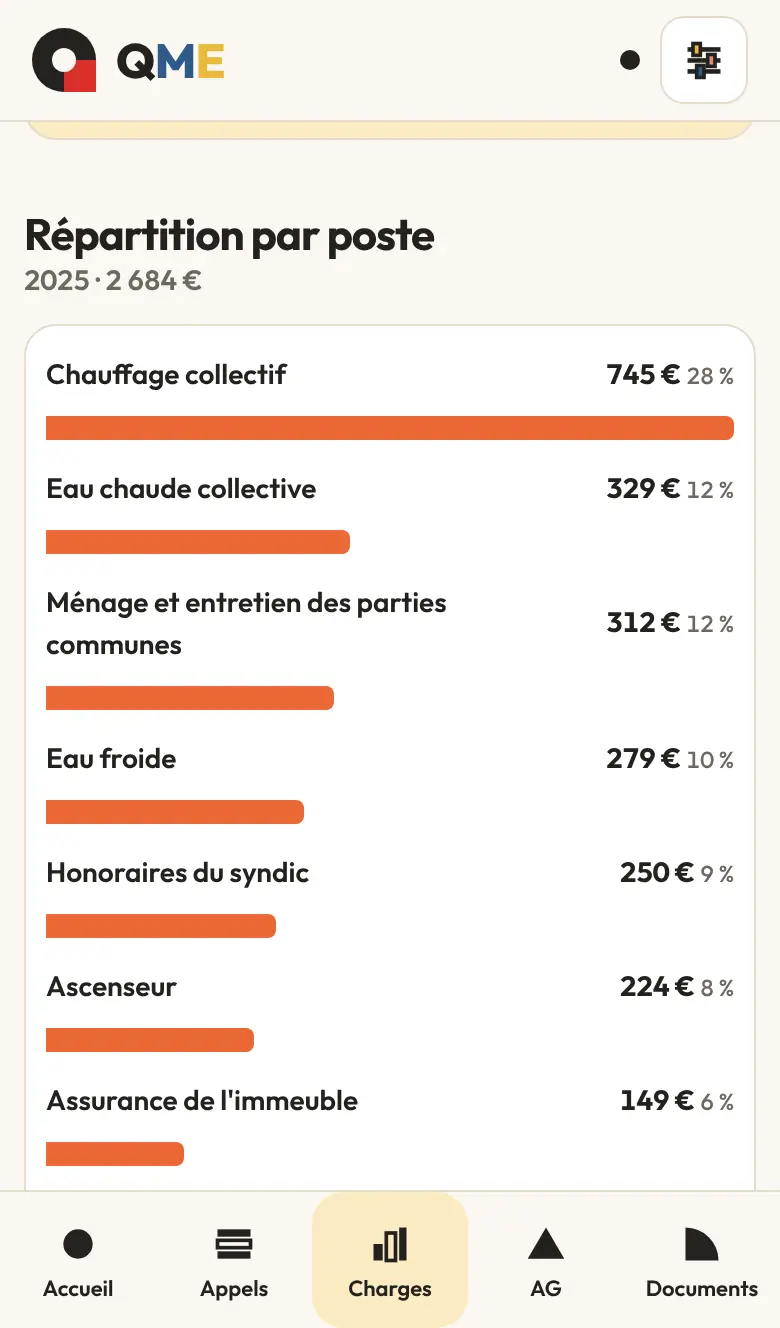 QME
Répartition par poste
2025 · 2 684 €
Chauffage collectif 745 € 28 %
Eau chaude collective 329 € 12 %
Ménage et entretien des parties
communes 312 € 12 %
Eau froide 279 € 10 %
Honoraires du syndic 250 € 9 %
Ascenseur 224 € 8 %
Assurance de l'immeuble 149 € 6 %
Accueil Appels Charges AG Documents